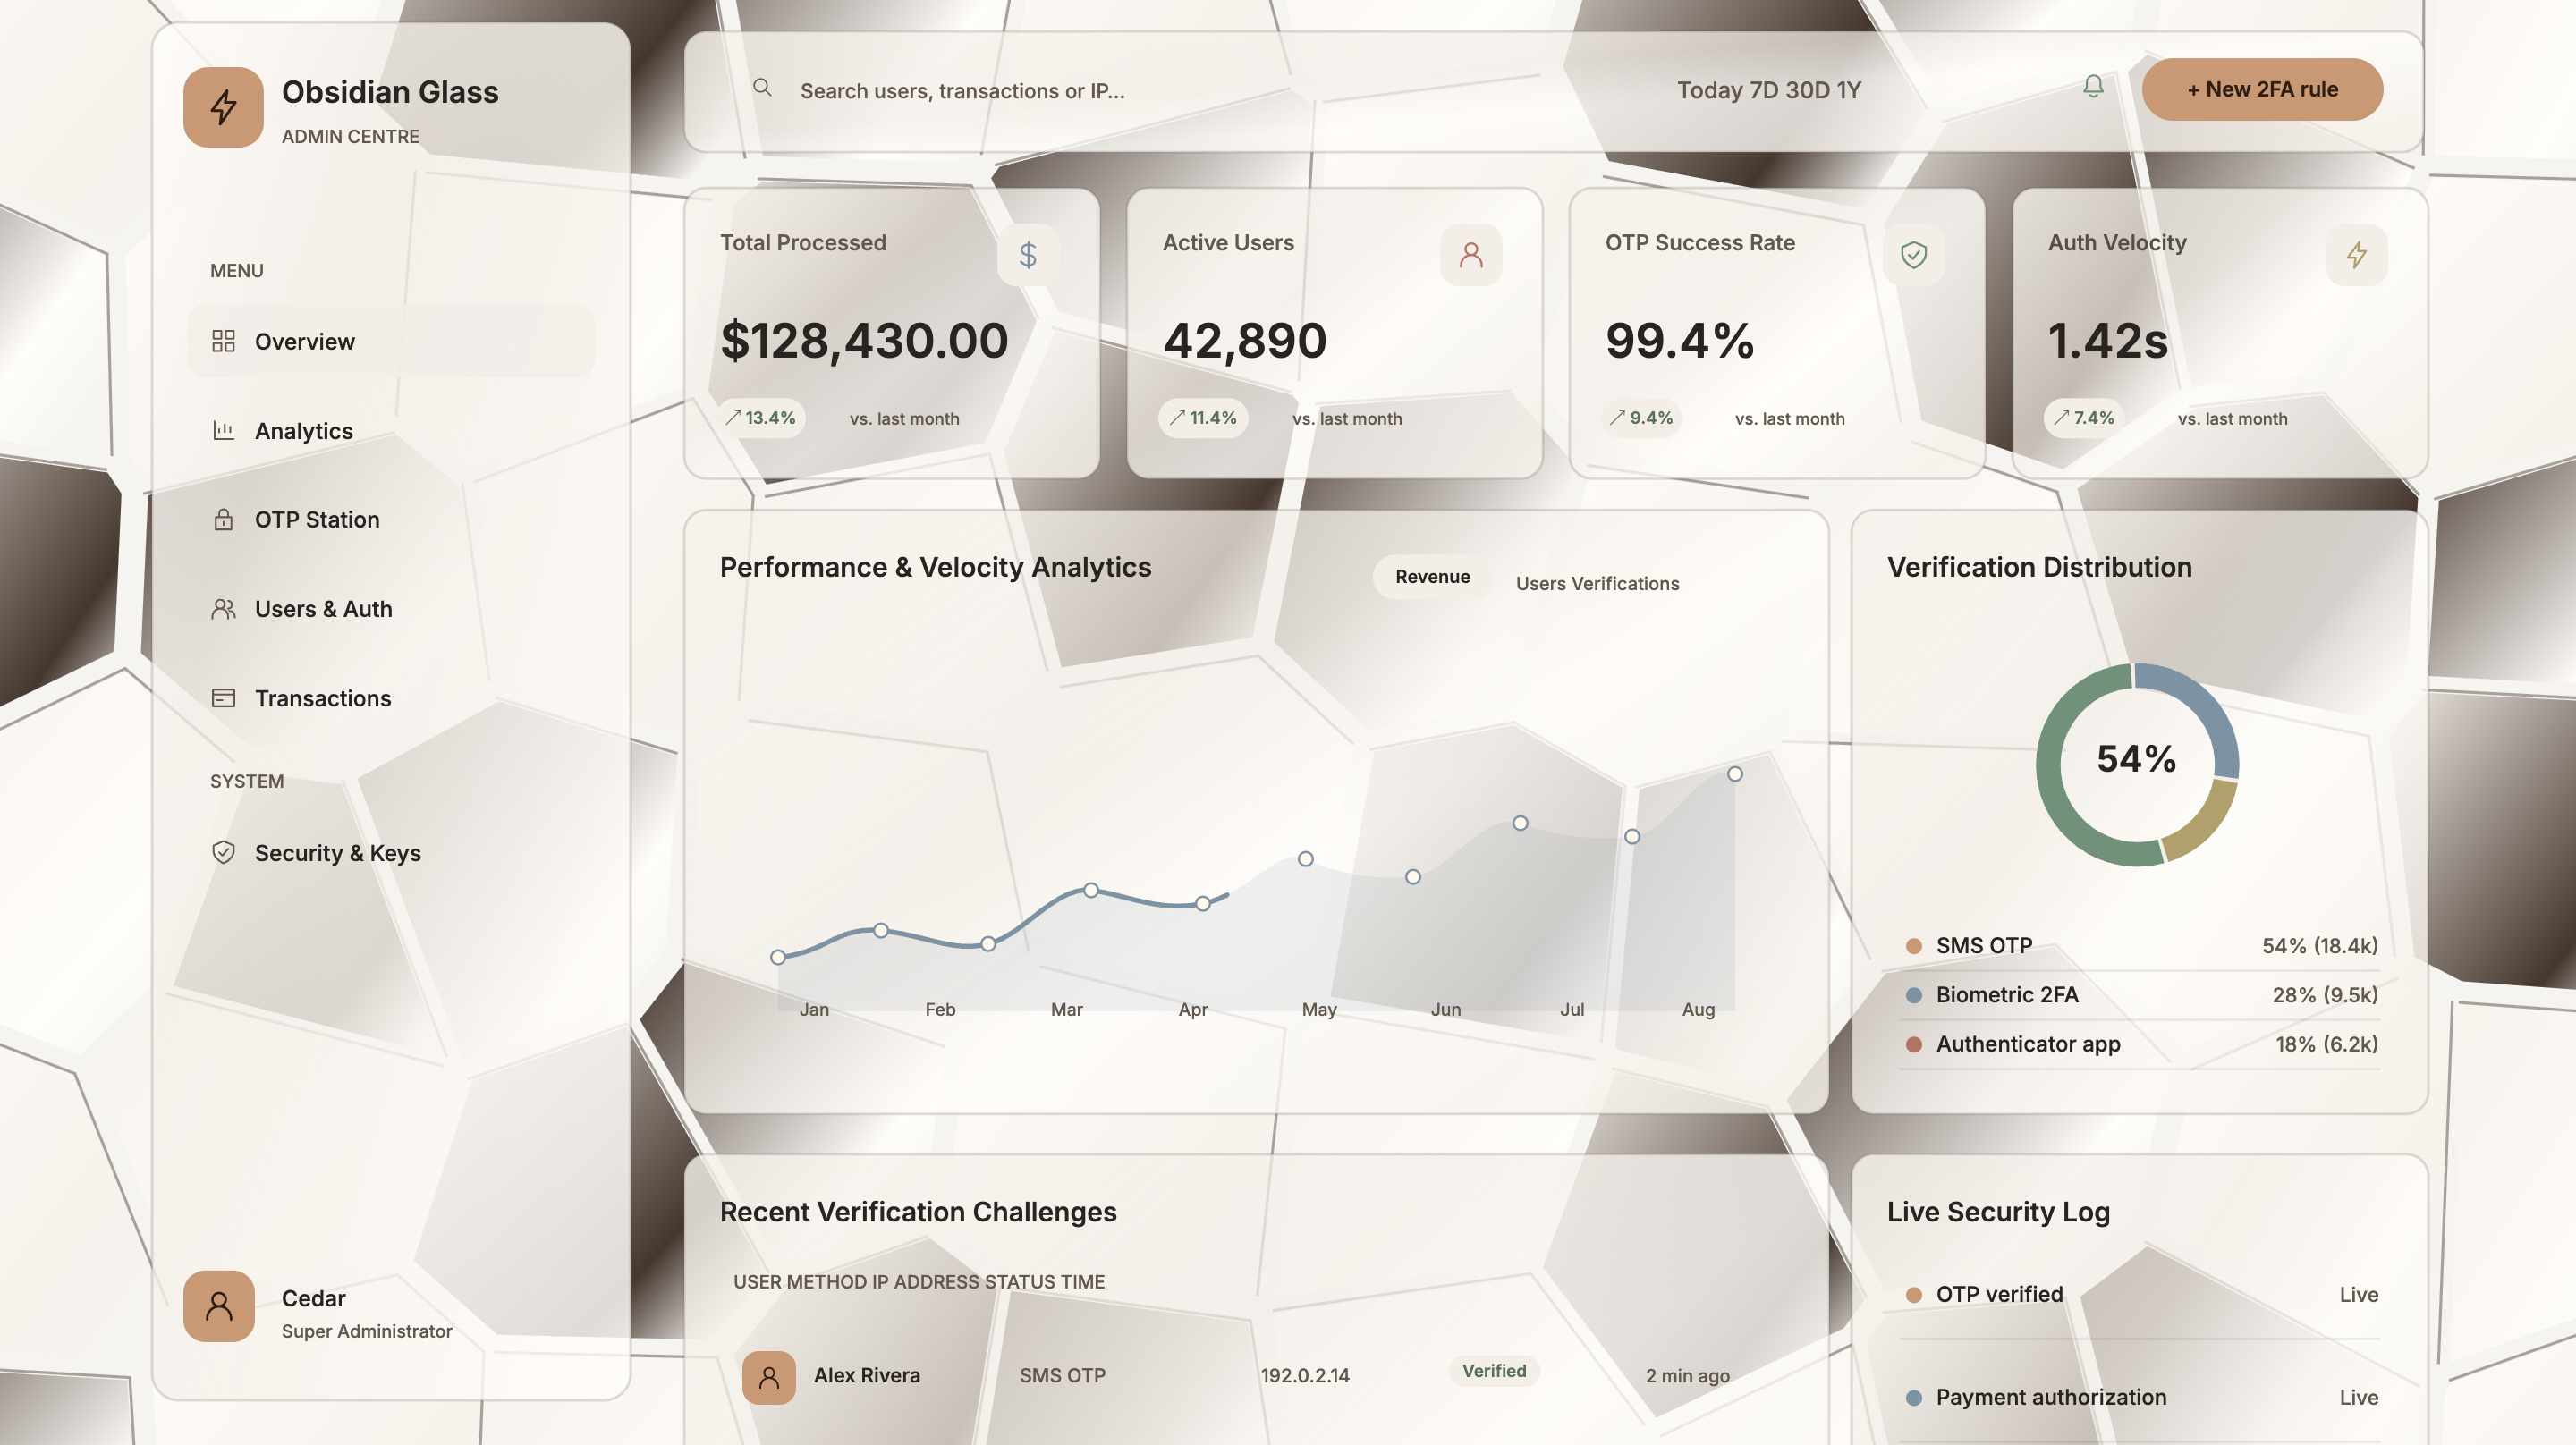 Obsidian Glass
ADMIN CENTRE
MENU
Overview
Analytics
OTP Station
Users & Auth
Transactions
SYSTEM
Security & Keys
Cedar
Super Administrator
Search users, transactions or IP...
Today 7D 30D 1Y
+ New 2FA rule
Total Processed
$
$128,430.00
13.4% vs. last month
Active Users
42,890
11.4% vs. last month
OTP Success Rate
99.4%
9.4% vs. last month
Auth Velocity
1.42s
7.4% vs. last month
Performance & Velocity Analytics
Revenue Users Verifications
Jan Feb Mar Apr May Jun Jul Aug
Verification Distribution
54%
SMS OTP 54% (18.4k)
Biometric 2FA 28% (9.5k)
Authenticator app 18% (6.2k)
Recent Verification Challenges
USER METHOD IP ADDRESS STATUS TIME
Alex Rivera SMS OTP 192.0.2.14 Verified 2 min ago
Live Security Log
OTP verified Live
Payment authorization Live